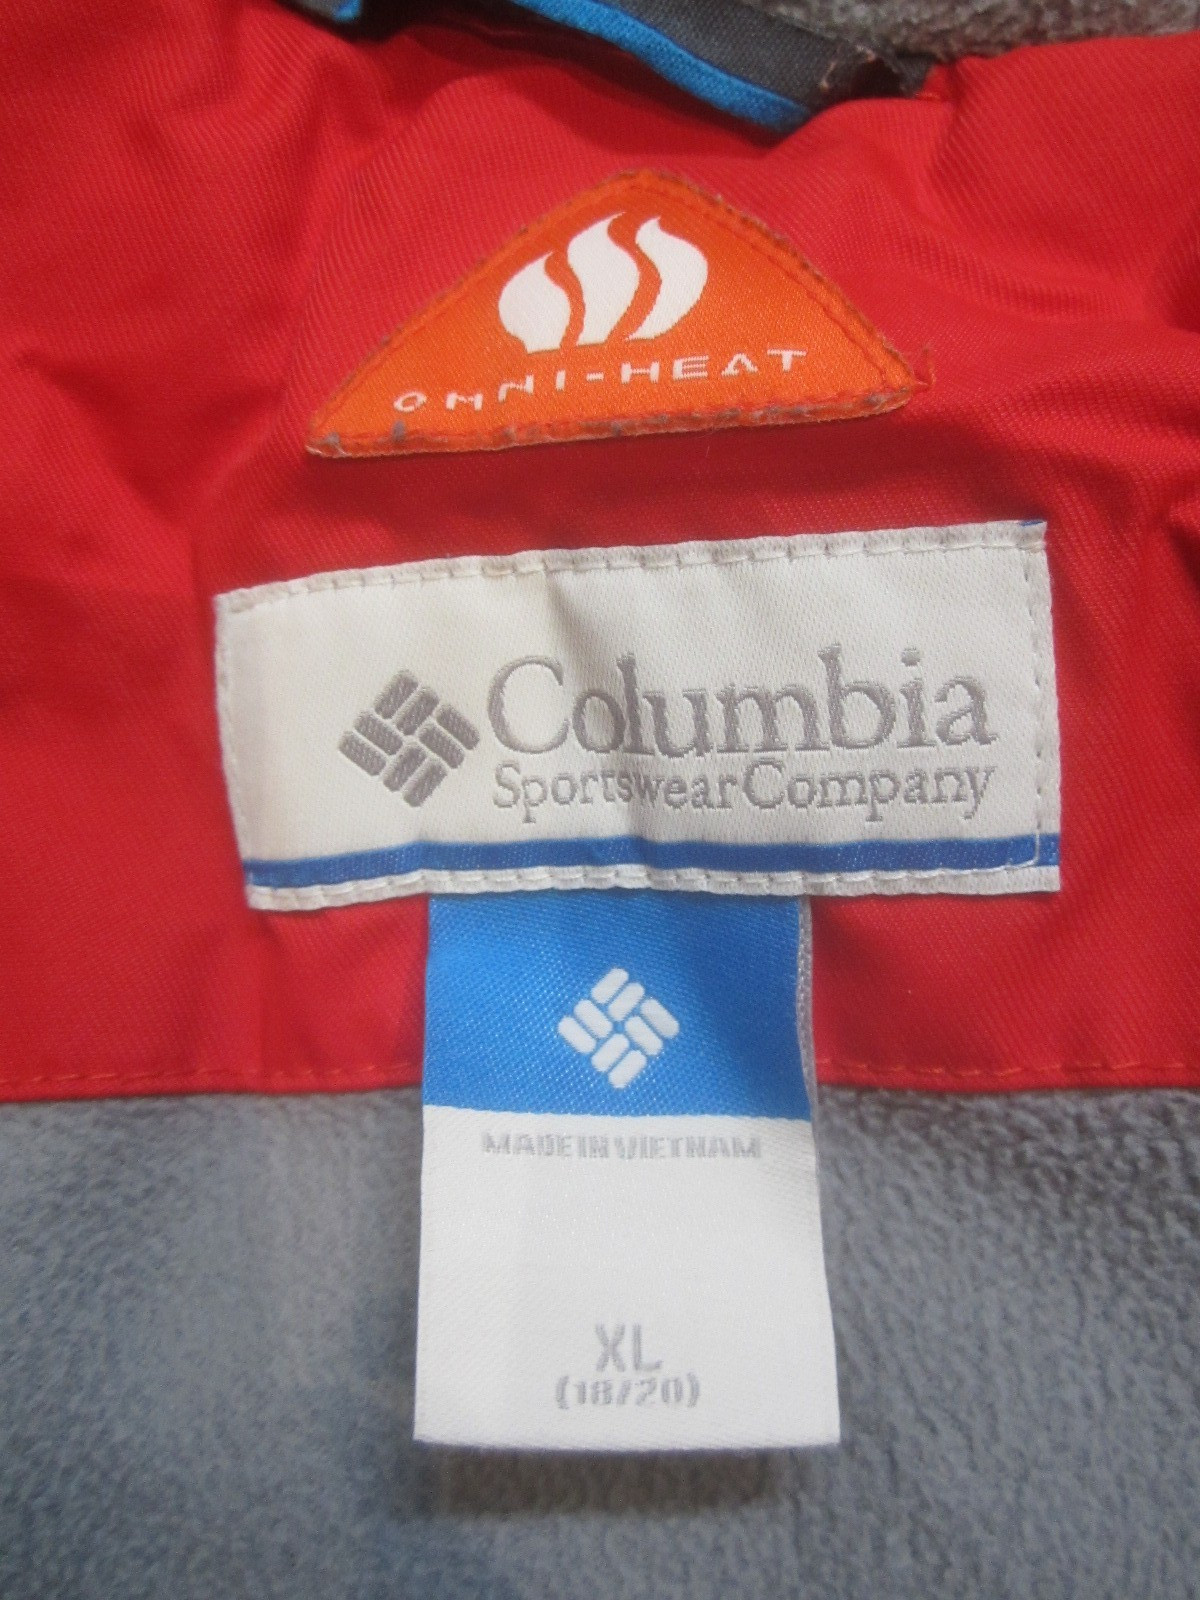 OMNI-HEAT
Columbia
Sportswear Company
MADE IN VIETNAM
XL
(18/20)